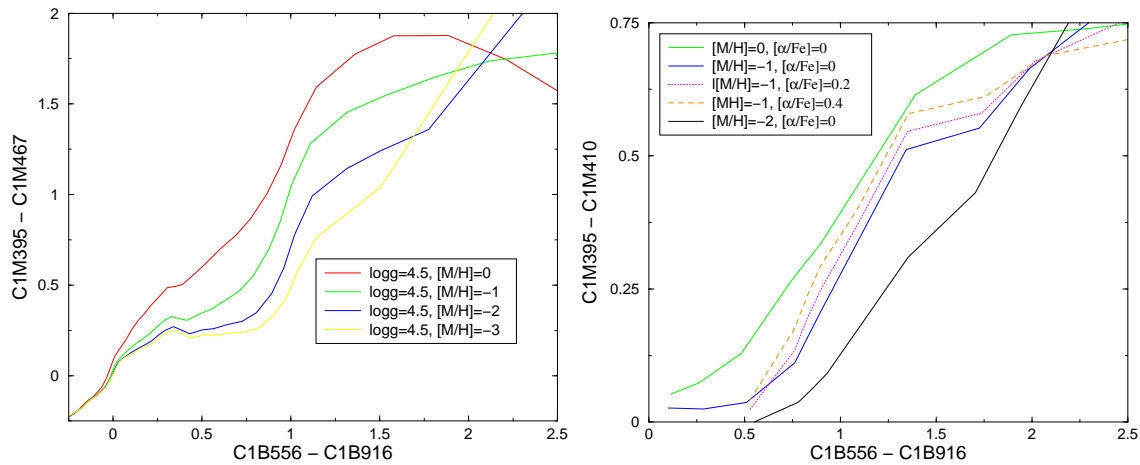 2
1.5
1
0.5
0
C1M395 − C1M467
0
0.5
1
1.5
2
2.5
C1B556 − C1B916
logg=4.5, [M/H]=0
logg=4.5, [M/H]=−1
logg=4.5, [M/H]=−2
logg=4.5, [M/H]=−3
0.75
0.5
0.25
0
C1M395 − C1M410
0
0.5
1
1.5
2
2.5
C1B556 − C1B916
[M/H]=0, [α/Fe]=0
[M/H]=−1, [α/Fe]=0
I[M/H]=−1, [α/Fe]=0.2
[MH]=−1, [α/Fe]=0.4
[M/H]=−2, [α/Fe]=0